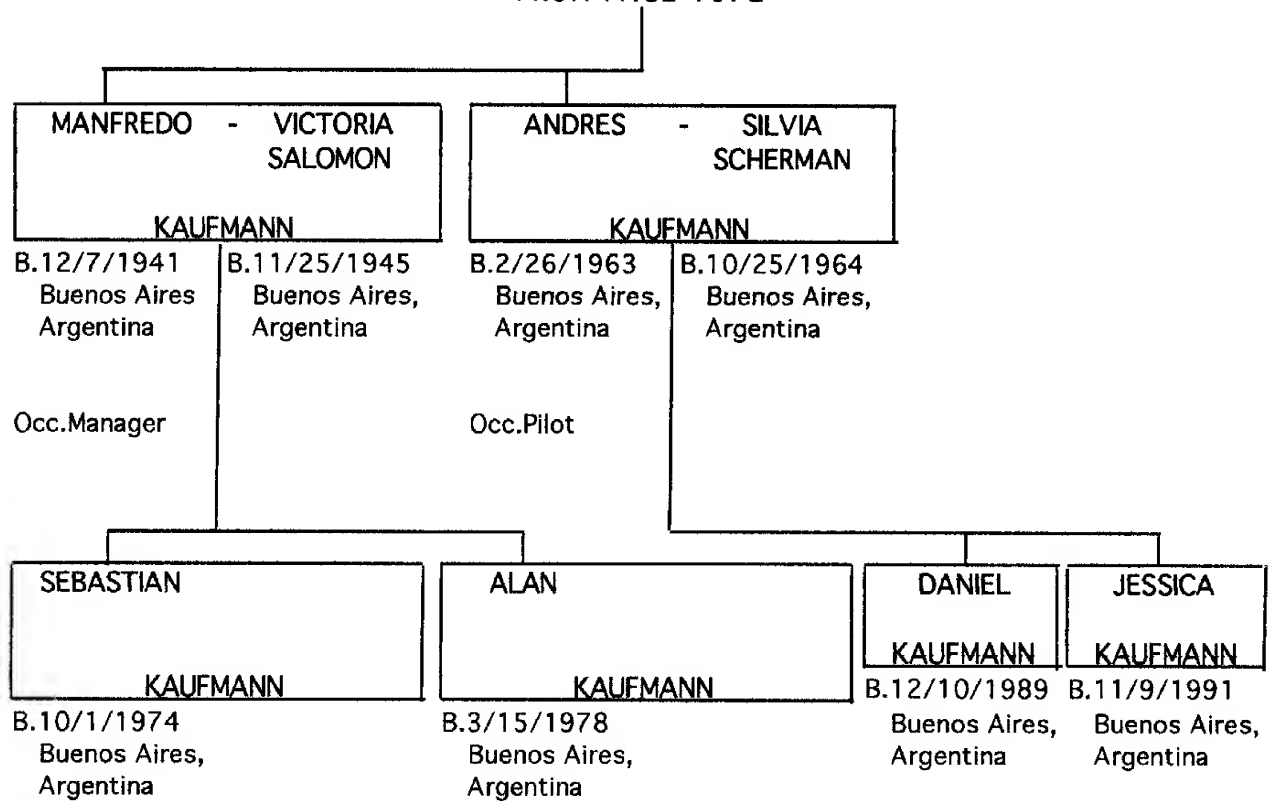 MANFREDO - VICTORIA
SALOMON
KAUFMANN
B.12/7/1941
Buenos Aires
Argentina
B.11/25/1945
Buenos Aires,
Argentina
Occ.Manager
ANDRES - SILVIA
SCHERMAN
KAUFMANN
B.2/26/1963
Buenos Aires,
Argentina
B.10/25/1964
Buenos Aires,
Argentina
Occ.Pilot
SEBASTIAN
KAUFMANN
B.10/1/1974
Buenos Aires,
Argentina
ALAN
KAUFMANN
B.3/15/1978
Buenos Aires,
Argentina
DANIEL
KAUFMANN
B.12/10/1989
Buenos Aires,
Argentina
JESSICA
KAUFMANN
B.11/9/1991
Buenos Aires,
Argentina